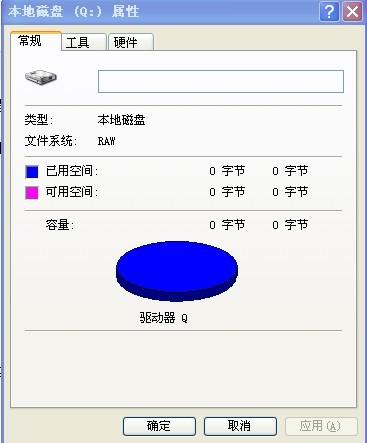 本地磁盘 (Q:) 属性
常规 工具 硬件
类型: 本地磁盘
文件系统: RAW
已用空间: 0 字节 0 字节
可用空间: 0 字节 0 字节
容量: 0 字节 0 字节
驱动器 Q
确定 取消 应用(A)